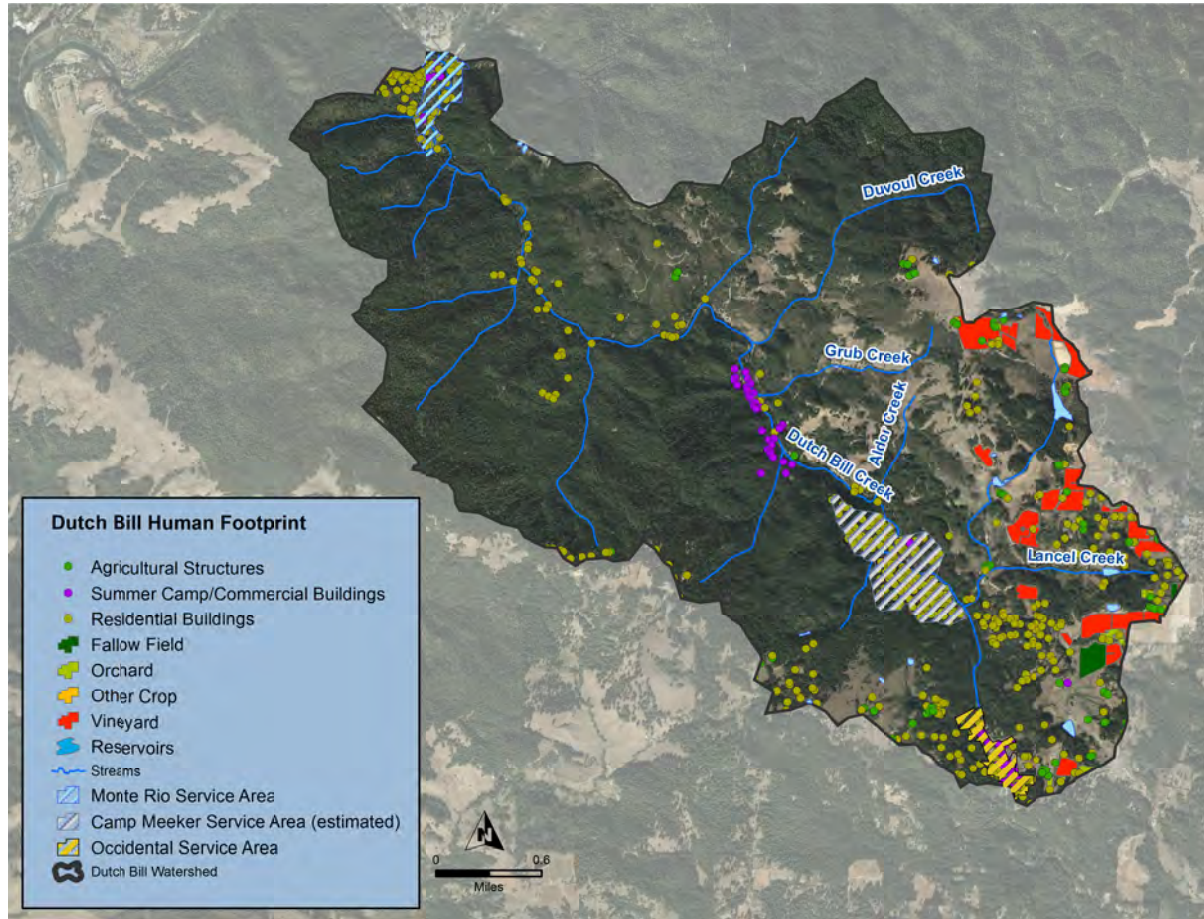 Duvoul Creek
Grub Creek
Alder Creek
Dutch Bill Creek
Lancel Creek
Dutch Bill Human Footprint
Agricultural Structures
Summer Camp/Commercial Buildings
Residential Buildings
Fallow Field
Orchard
Other Crop
Vineyard
Reservoirs
Streams
Monte Rio Service Area
Camp Meeker Service Area (estimated)
Occidental Service Area
Dutch Bill Watershed
N
0 0.6
Miles